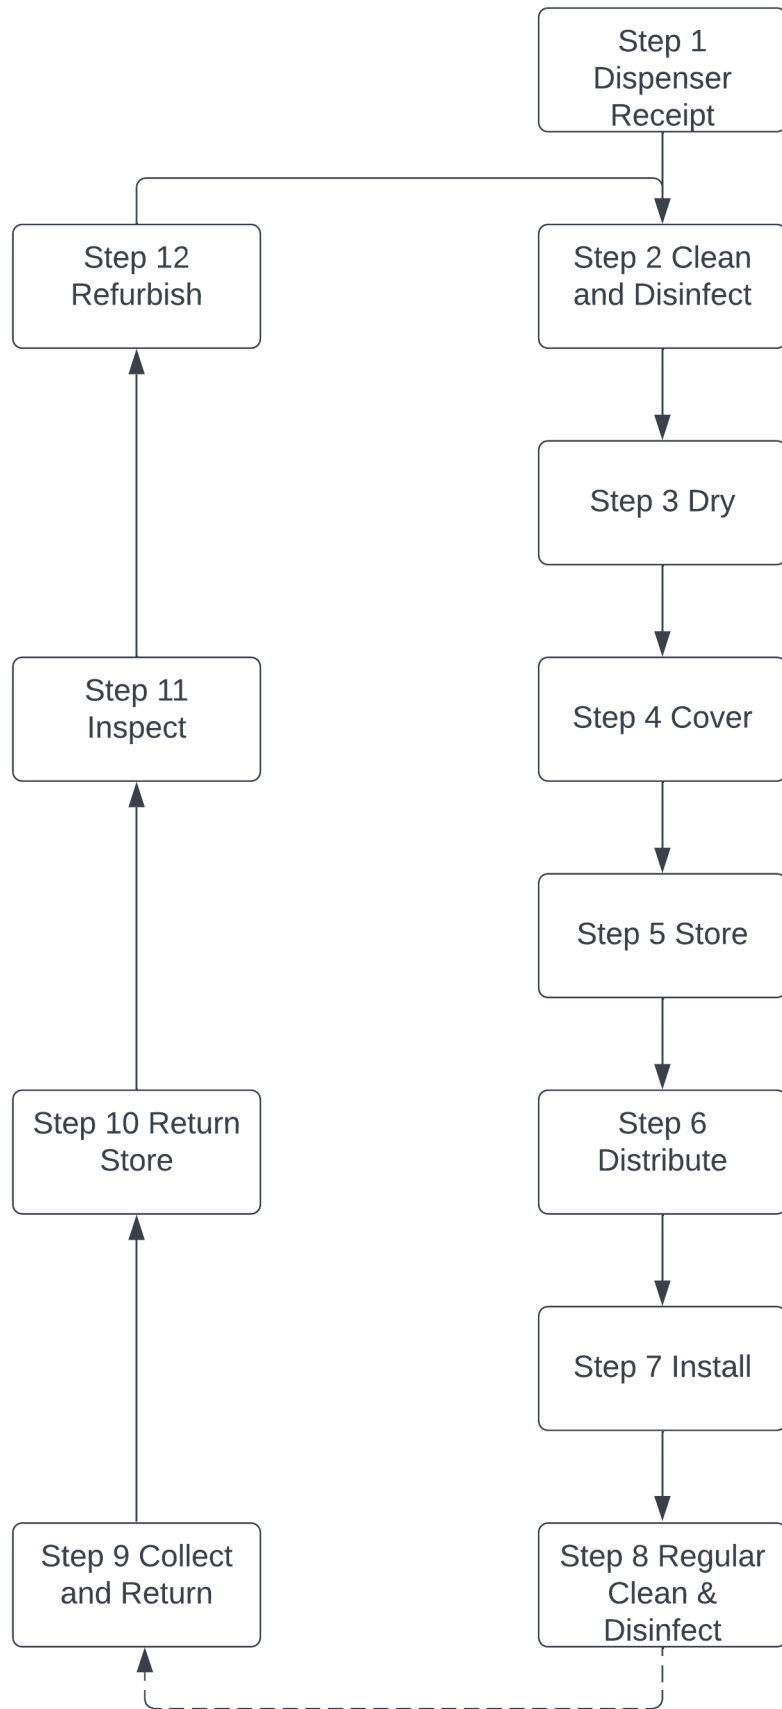 Step 1
Dispenser
Receipt
Step 12
Refurbish
Step 2 Clean
and Disinfect
Step 3 Dry
Step 11
Inspect
Step 4 Cover
Step 5 Store
Step 10 Return
Store
Step 6
Distribute
Step 7 Install
Step 9 Collect
and Return
Step 8 Regular
Clean &
Disinfect